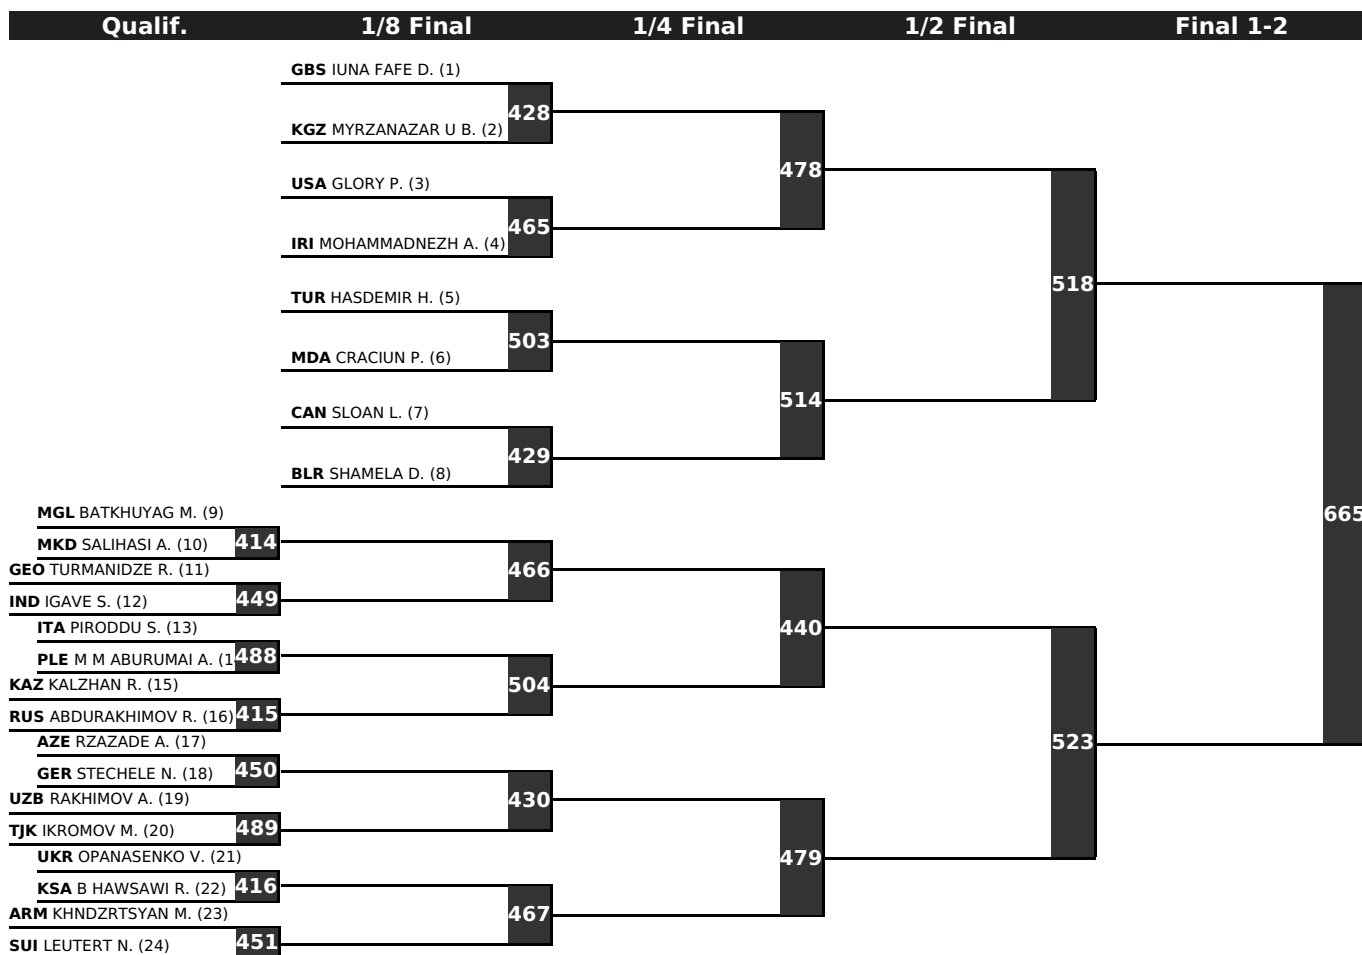 Qualif. 1/8 Final 1/4 Final 1/2 Final Final 1-2
GBS IUNA FAFE D. (1)
428
KGZ MYRZANAZAR U B. (2)
478
USA GLORY P. (3)
465
IRI MOHAMMADNEZH A. (4)
518
TUR HASDEMIR H. (5)
503
MDA CRACIUN P. (6)
514
CAN SLOAN L. (7)
429
BLR SHAMELA D. (8)
MGL BATKHUYAG M. (9)
665
MKD SALIHASI A. (10) 414
GEO TURMANIDZE R. (11)
466
IND IGAVE S. (12) 449
ITA PIRODDU S. (13)
440
PLE M M ABURUMAI A. (1 488
KAZ KALZHAN R. (15)
504
RUS ABDURAKHIMOV R. (16) 415
AZE RZAZADE A. (17)
523
GER STECHELE N. (18) 450
UZB RAKHIMOV A. (19)
430
TJK IKROMOV M. (20) 489
UKR OPANASENKO V. (21)
479
KSA B HAWSAWI R. (22) 416
ARM KHNDZRTSYAN M. (23)
467
SUI LEUTERT N. (24) 451